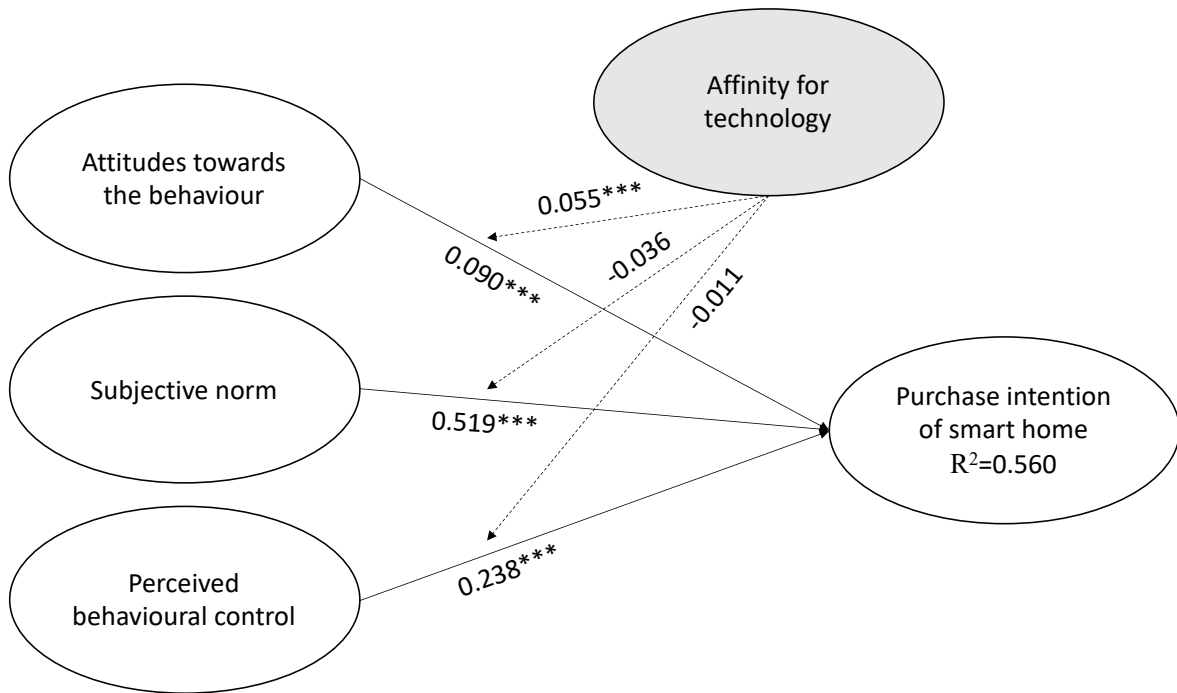 Affinity for
technology
Attitudes towards
the behaviour
0.055***
-0.036
0.090***
-0.011
Subjective norm
0.519***
Purchase intention
of smart home
R²=0.560
Perceived
behavioural control
0.238***